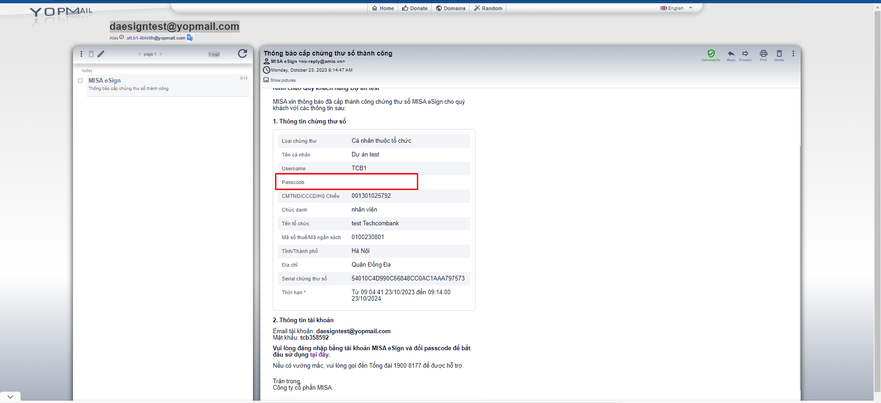 YOPMAIL
Home
Donate
Domains
Random
English
daesigntest@yopmail.com
Alias
page 1
1 mail
today
MISA eSign
9:14
Thông báo cấp chứng thư số thành công
Thông báo cấp chứng thư số thành công
MISA eSign <no-reply@amis.vn>
Monday, October 23, 2023 9:14:47 AM
Show pictures
Deliverability
Reply
Forward
Print
Delete
Kính chào Quý khách hàng Dự án test
MISA xin thông báo đã cấp thành công chứng thư số MISA eSign cho quý
khách với các thông tin sau:
1. Thông tin chứng thư số
Loại chứng thư Cá nhân thuộc tổ chức
Tên cá nhân Dự án test
Username TCB1
Passcode
CMTND/CCCD/Hộ Chiếu 001301025792
Chức danh nhân viên
Tên tổ chức test Techcombank
Mã số thuế/Mã ngân sách 0100230801
Tỉnh/Thành phố Hà Nội
Địa chỉ Quận Đống Đa
Serial chứng thư số 54010C4D990C66848CC0AC1AAA797573
Thời hạn * Từ 09:04:41 23/10/2023 đến 09:14:00
23/10/2024
2. Thông tin tài khoản
Email tài khoản: daesigntest@yopmail.com
Mật khẩu: tcb358592
Vui lòng đăng nhập bằng tài khoản MISA eSign và đổi passcode để bắt
đầu sử dụng tại đây.
Nếu có vướng mắc, vui lòng gọi đến Tổng đài 1900 8177 để được hỗ trợ.
Trân trọng,
Công ty cổ phần MISA.